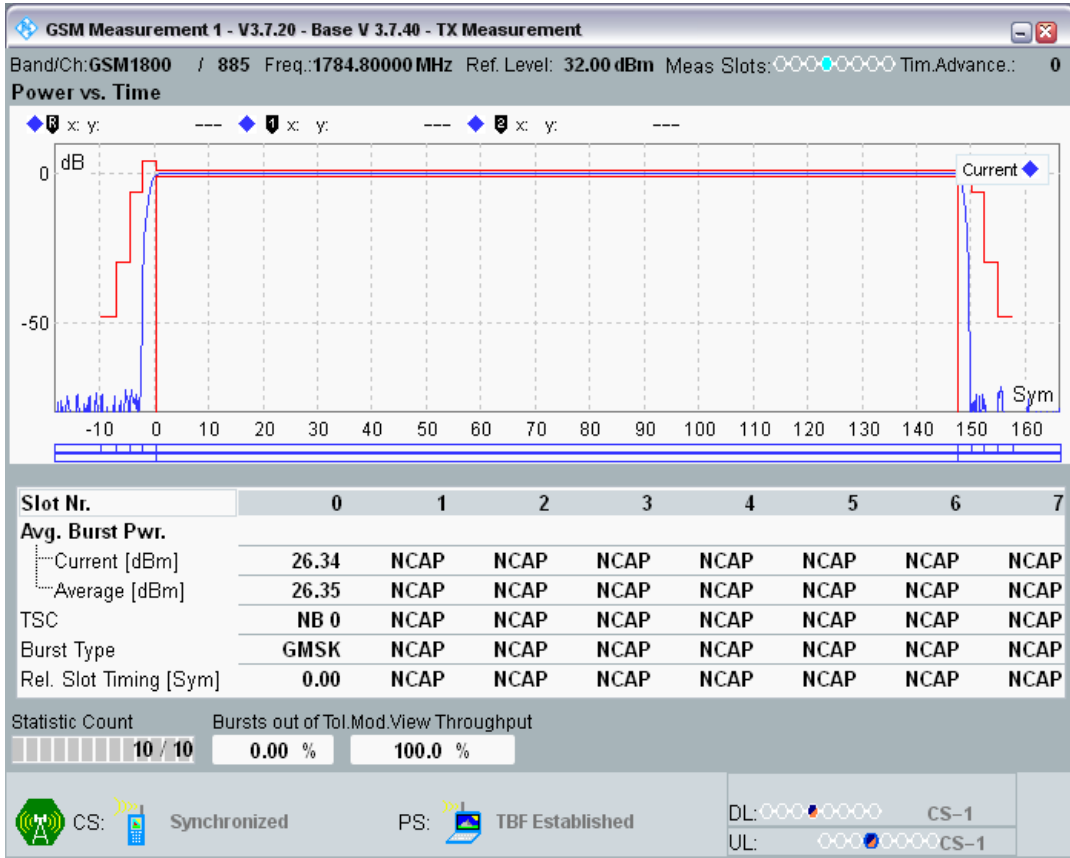 GSM Measurement 1 - V3.7.20 - Base V 3.7.40 - TX Measurement
Band/Ch:GSM1800 / 885 Freq.:1784.80000 MHz Ref. Level: 32.00 dBm Meas Slots: Tim.Advance.: 0
Power vs. Time
R x: y: --- 1 x: y: --- 2 x: y: ---
dB
Current
0
-50
Sym
-10 0 10 20 30 40 50 60 70 80 90 100 110 120 130 140 150 160
Slot Nr. 0 1 2 3 4 5 6 7
Avg. Burst Pwr.
Current [dBm] 26.34 NCAP NCAP NCAP NCAP NCAP NCAP NCAP
Average [dBm] 26.35 NCAP NCAP NCAP NCAP NCAP NCAP NCAP
TSC NB 0 NCAP NCAP NCAP NCAP NCAP NCAP NCAP
Burst Type GMSK NCAP NCAP NCAP NCAP NCAP NCAP NCAP
Rel. Slot Timing [Sym] 0.00 NCAP NCAP NCAP NCAP NCAP NCAP NCAP
Statistic Count Bursts out of Tol. Mod.View Throughput
10 / 10 0.00 % 100.0 %
CS: Synchronized PS: TBF Established
DL: CS-1
UL: CS-1